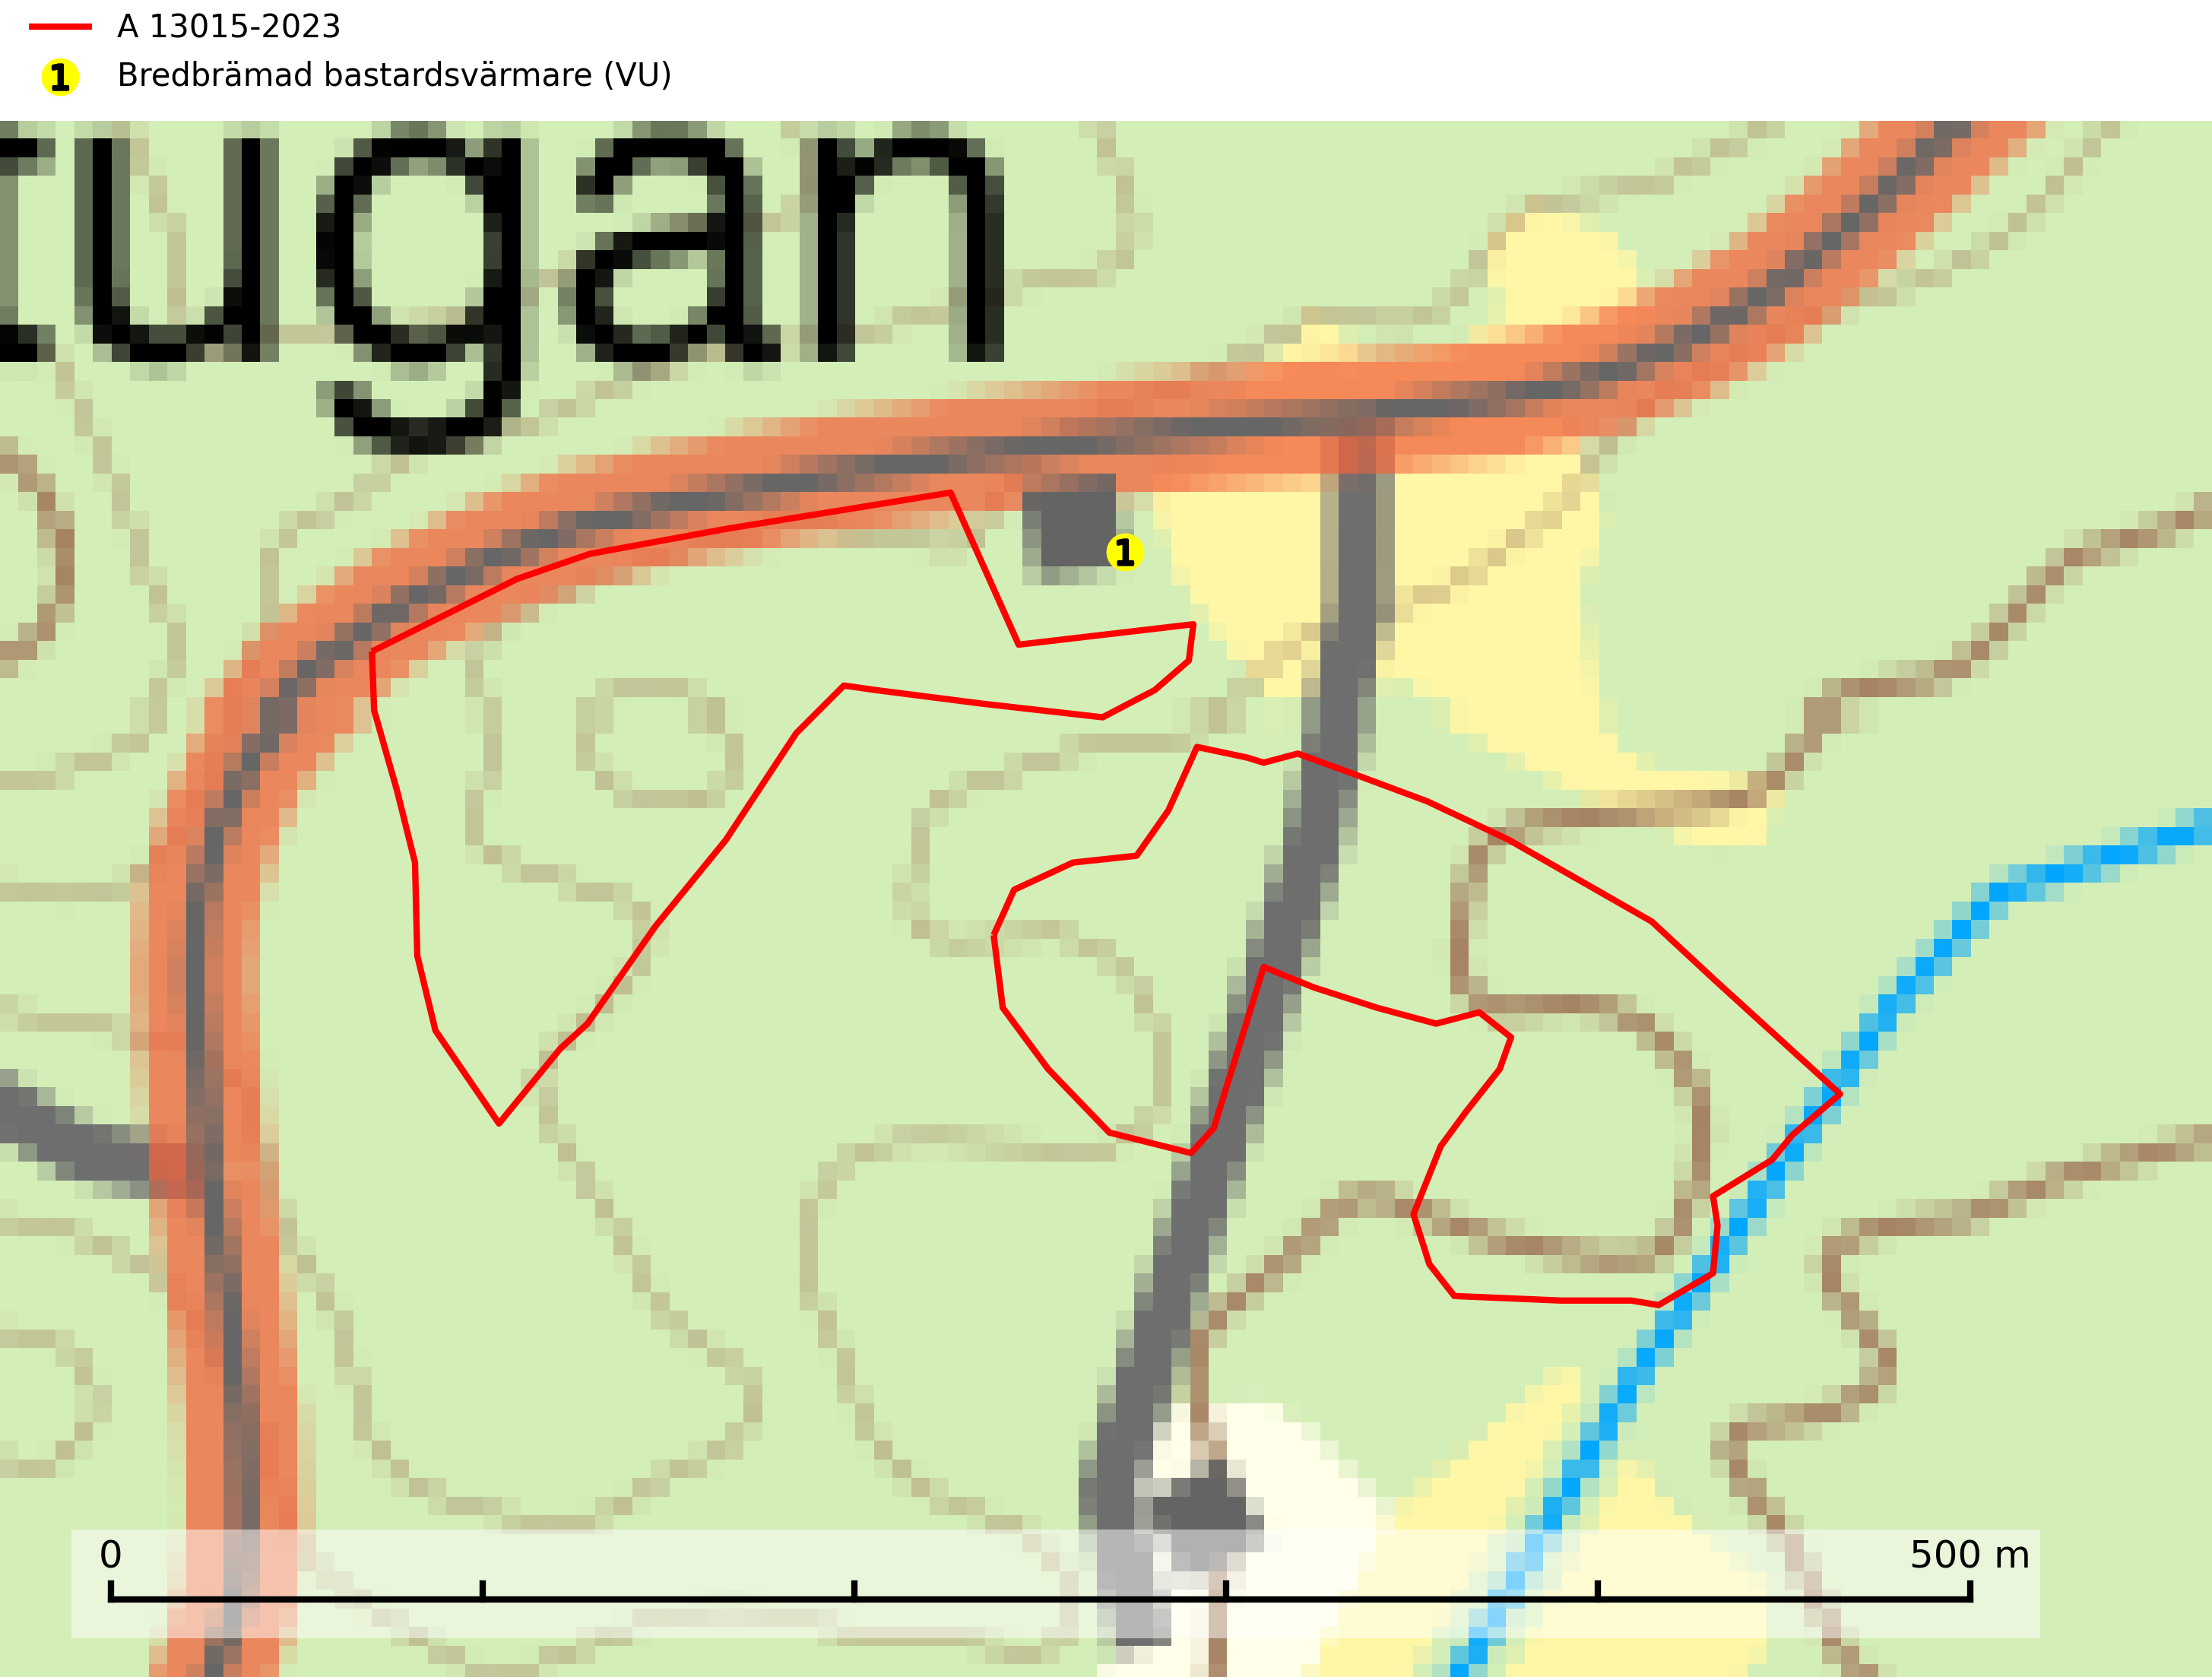 A 13015-2023
1 Bredbrämad bastardsvärmare (VU)
ugan
1
0 500 m